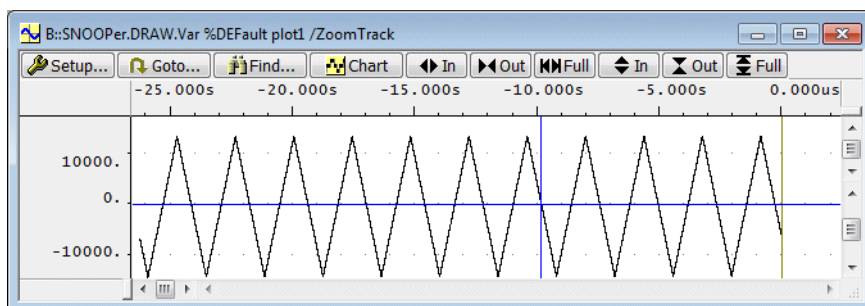 B::SNOOPer.DRAW.Var %DEFault plot1 /ZoomTrack
Setup... Goto... Find... Chart In Out Full In Out Full
-25.000s -20.000s -15.000s -10.000s -5.000s 0.000us
10000.
0.
-10000.